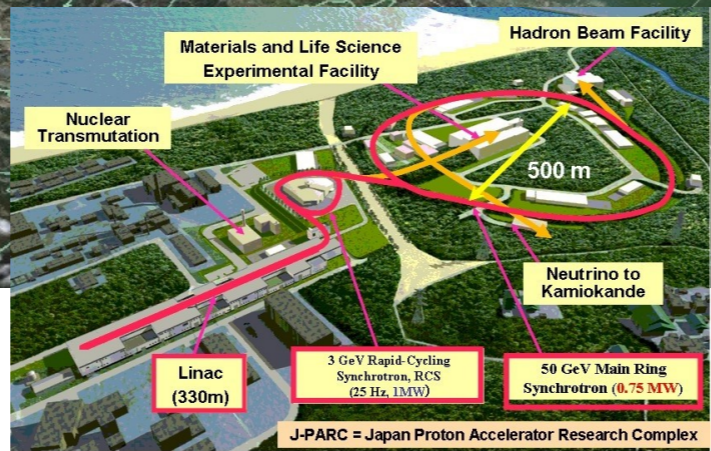 Hadron Beam Facility
Materials and Life Science
Experimental Facility
Nuclear
Transmutation
500 m
Neutrino to
Kamiokande
Linac
(330m)
3 GeV Rapid-Cycling
Synchrotron, RCS
(25 Hz, 1MW)
50 GeV Main Ring
Synchrotron (0.75 MW)
J-PARC = Japan Proton Accelerator Research Complex